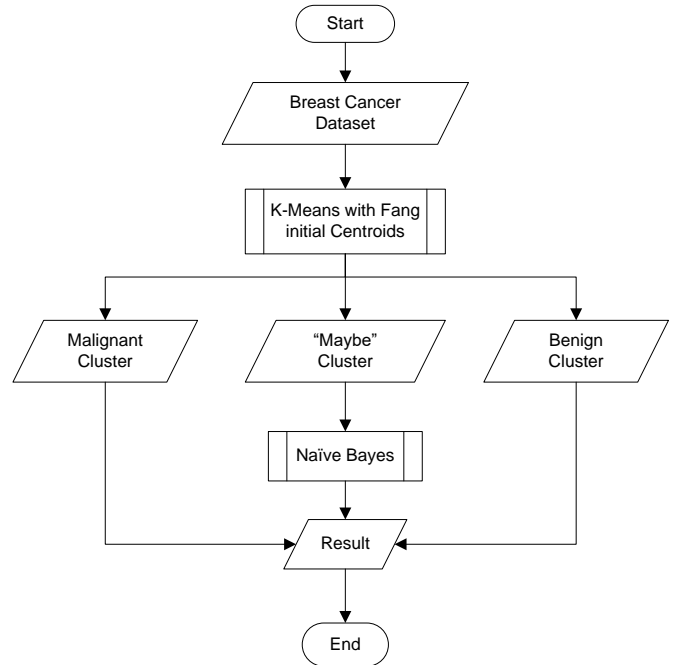 Start
Breast Cancer
Dataset
K-Means with Fang
initial Centroids
Malignant
Cluster
“Maybe”
Cluster
Benign
Cluster
Naïve Bayes
Result
End